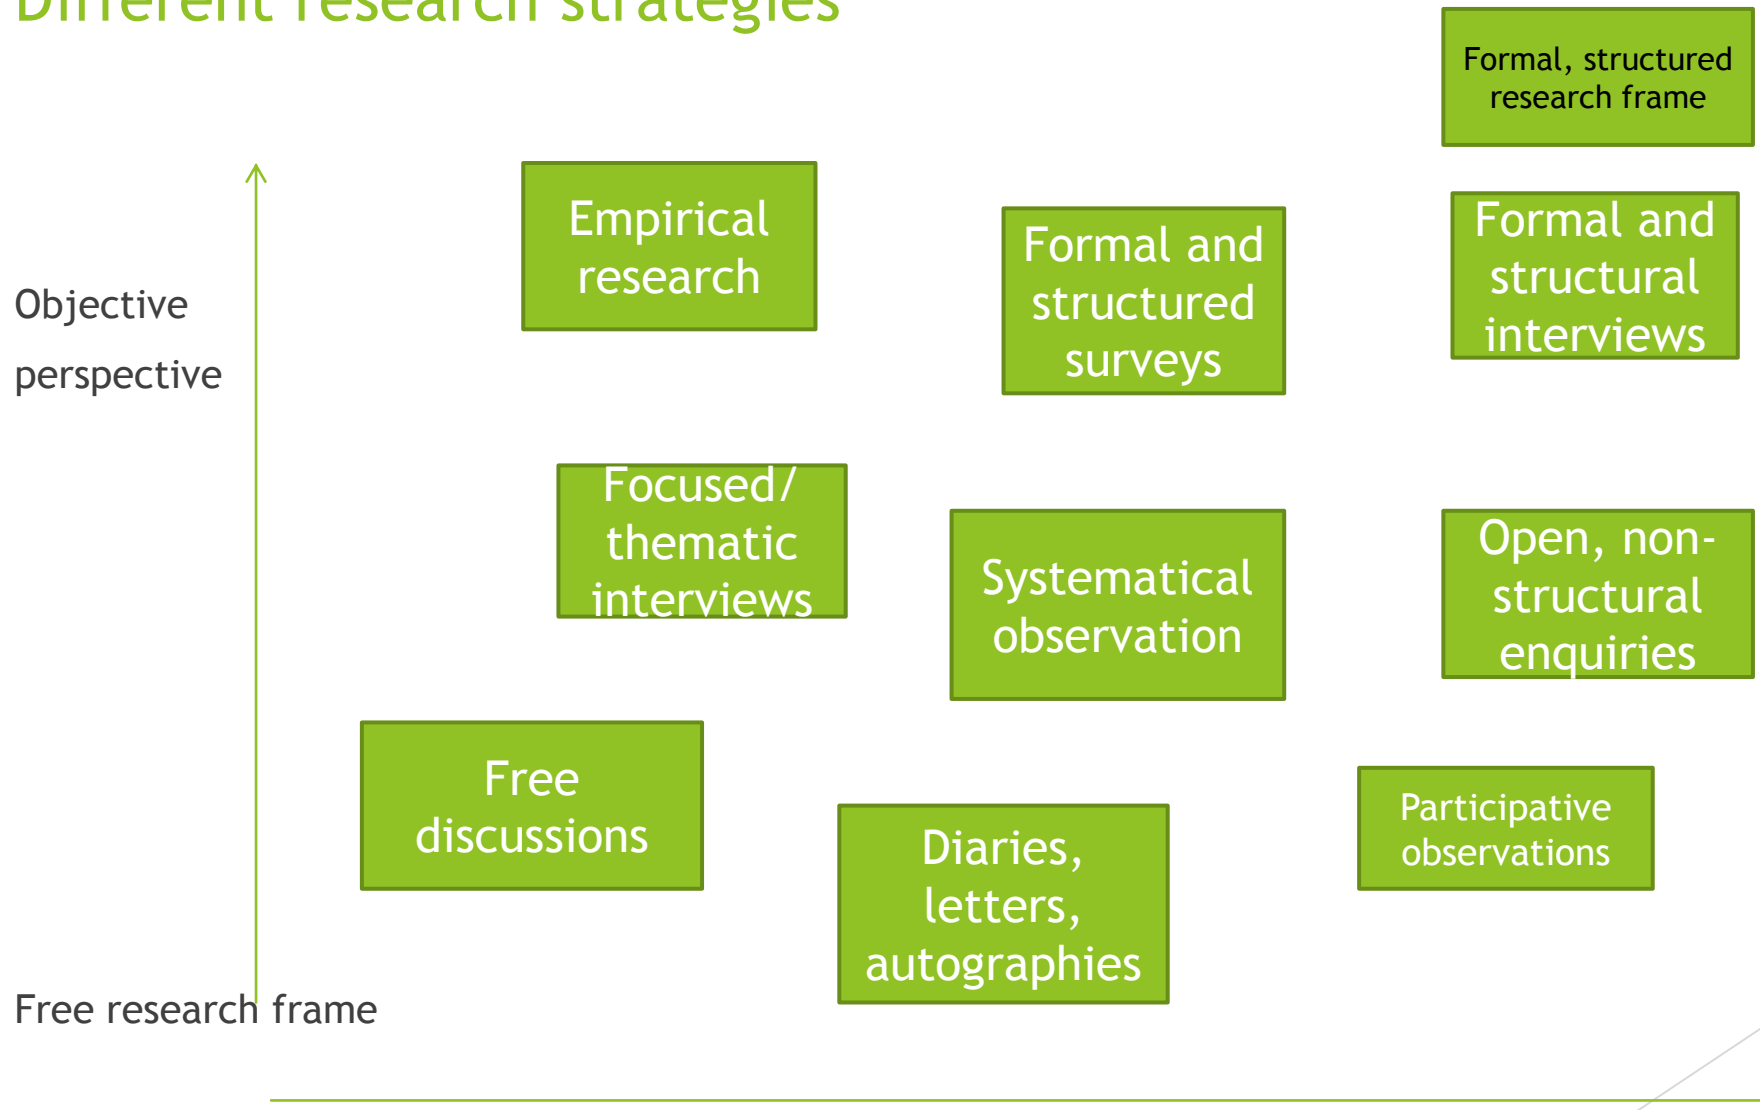 Different research strategies
Formal, structured
research frame
Empirical
research
Formal and
structured
surveys
Formal and
structural
interviews
Objective
perspective
Focused/
thematic
interviews
Systematical
observation
Open, non-
structural
enquiries
Free
discussions
Diaries,
letters,
autographies
Participative
observations
Free research frame